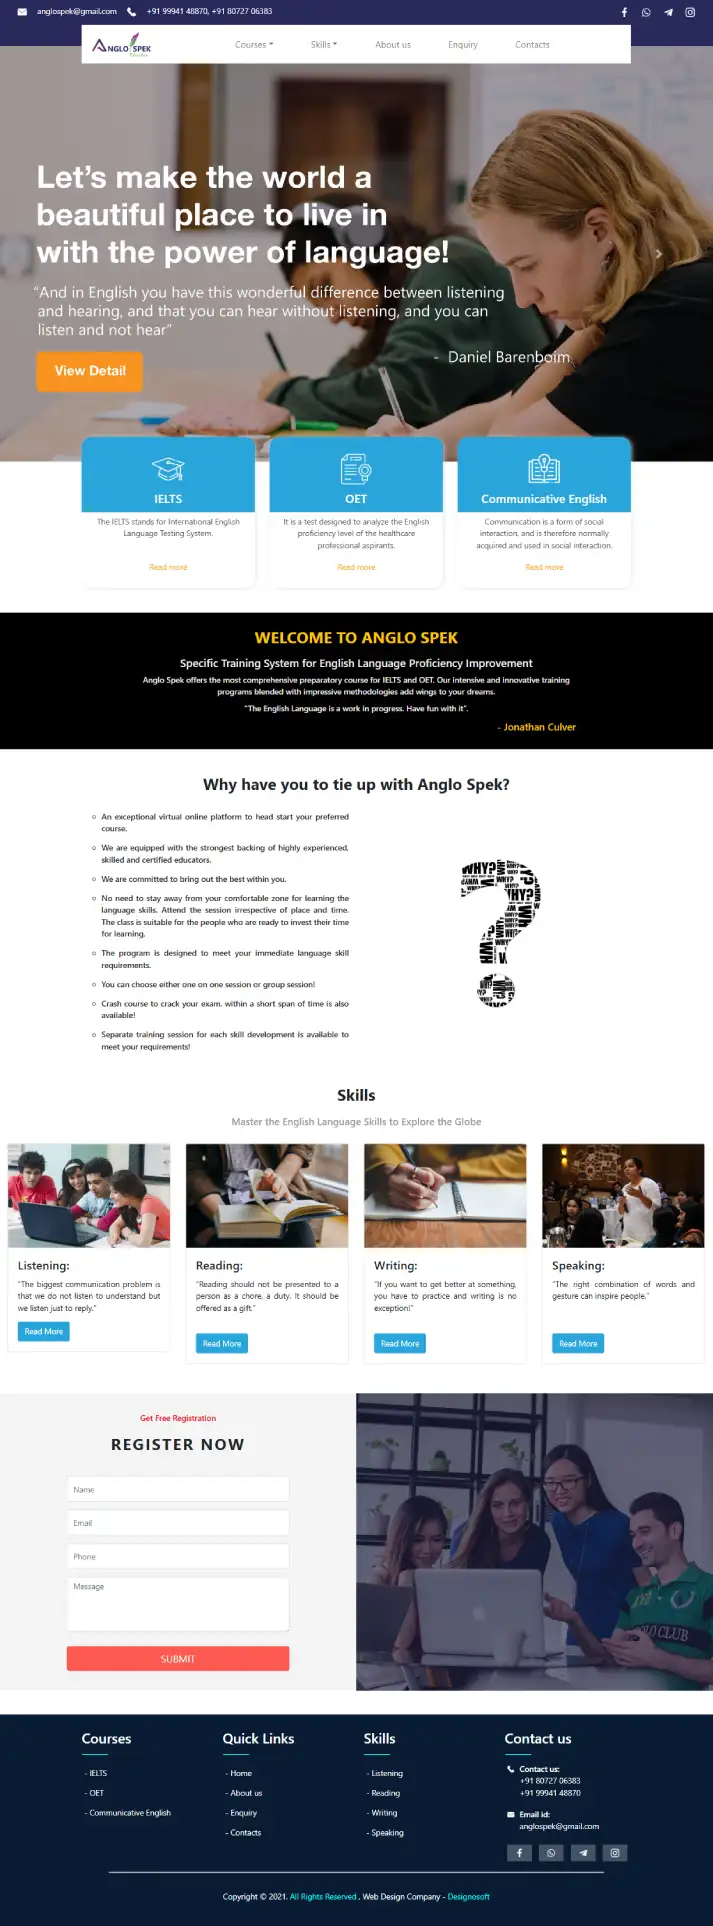 anglospek@gmail.com +91 99941 48870, +91 80727 06383
ANGLO SPEK
Courses Skills About us Enquiry Contacts
Let's make the world a
beautiful place to live in
with the power of language!
“And in English you have this wonderful difference between listening
and hearing, and that you can hear without listening, and you can
listen and not hear”
- Daniel Barenboim
View Detail
IELTS
The IELTS stands for International English
Language Testing System.
Read more
OET
It is a test designed to analyze the English
proficiency level of the healthcare
professional aspirants.
Read more
Communicative English
Communication is a form of social
interaction, and is therefore normally
acquired and used in social interaction.
Read more
WELCOME TO ANGLO SPEK
Specific Training System for English Language Proficiency Improvement
Anglo Spek offers the most comprehensive preparatory course for IELTS and OET. Our intensive and innovative training
programs blended with impressive methodologies add wings to your dreams.
“The English Language is a work in progress. Have fun with it”.
- Jonathan Culver
Why have you to tie up with Anglo Spek?
An exceptional virtual online platform to head start your preferred
course.
We are equipped with the strongest backing of highly experienced,
skilled and certified educators.
We are committed to bring out the best within you.
No need to stay away from your comfortable zone for learning the
language skills. Attend the session irrespective of place and time.
The class is suitable for the people who are ready to invest their time
for learning.
The program is designed to meet your immediate language skill
requirements.
You can choose either one on one session or group session!
Crash course to crack your exam, within a short span of time is also
available!
Separate training session for each skill development is available to
meet your requirements!
WHY?
Skills
Master the English Language Skills to Explore the Globe
Listening:
“The biggest communication problem is
that we do not listen to understand but
we listen just to reply.”
Read More
Reading:
“Reading should not be presented to a
person as a chore, a duty. It should be
offered as a gift.”
Read More
Writing:
“If you want to get better at something,
you have to practice and writing is no
exception!”
Read More
Speaking:
“The right combination of words and
gesture can inspire people.”
Read More
Get Free Registration
REGISTER NOW
Name
Email
Phone
Message
SUBMIT
POLO CLUB
Courses
- IELTS
- OET
- Communicative English
Quick Links
- Home
- About us
- Enquiry
- Contacts
Skills
- Listening
- Reading
- Writing
- Speaking
Contact us
Contact us:
+91 80727 06383
+91 99941 48870
Email id:
anglospek@gmail.com
Copyright © 2021. All Rights Reserved . Web Design Company - Designosoft